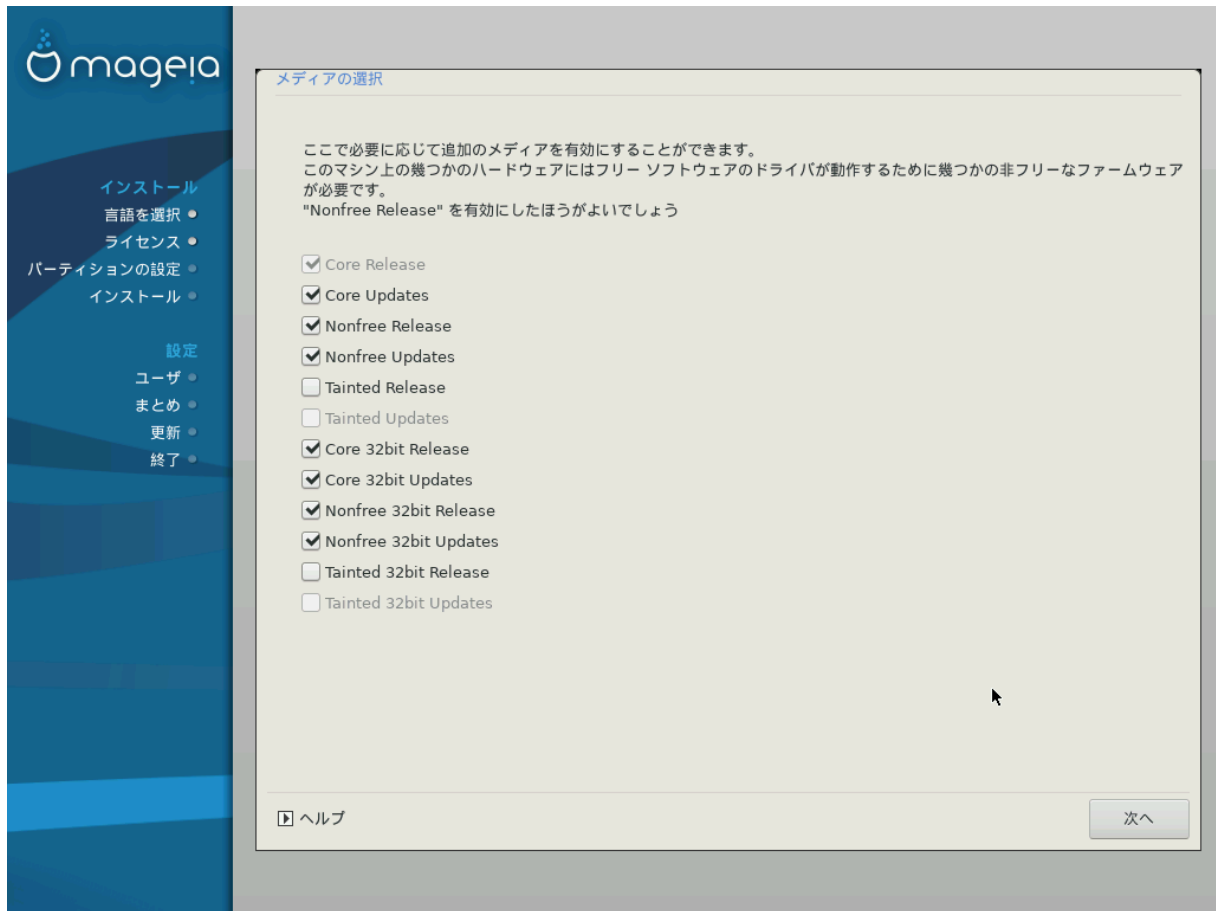 mageia
インストール
言語を選択
ライセンス
パーティションの設定
インストール
設定
ユーザ
まとめ
更新
終了
メディアの選択
ここで必要に応じて追加のメディアを有効にすることができます。
このマシン上の幾つかのハードウェアにはフリー ソフトウェアのドライバが動作するために幾つかの非フリーなファームウェア
が必要です。
"Nonfree Release" を有効にしたほうがよいでしょう
Core Release
Core Updates
Nonfree Release
Nonfree Updates
Tainted Release
Tainted Updates
Core 32bit Release
Core 32bit Updates
Nonfree 32bit Release
Nonfree 32bit Updates
Tainted 32bit Release
Tainted 32bit Updates
ヘルプ
次へ